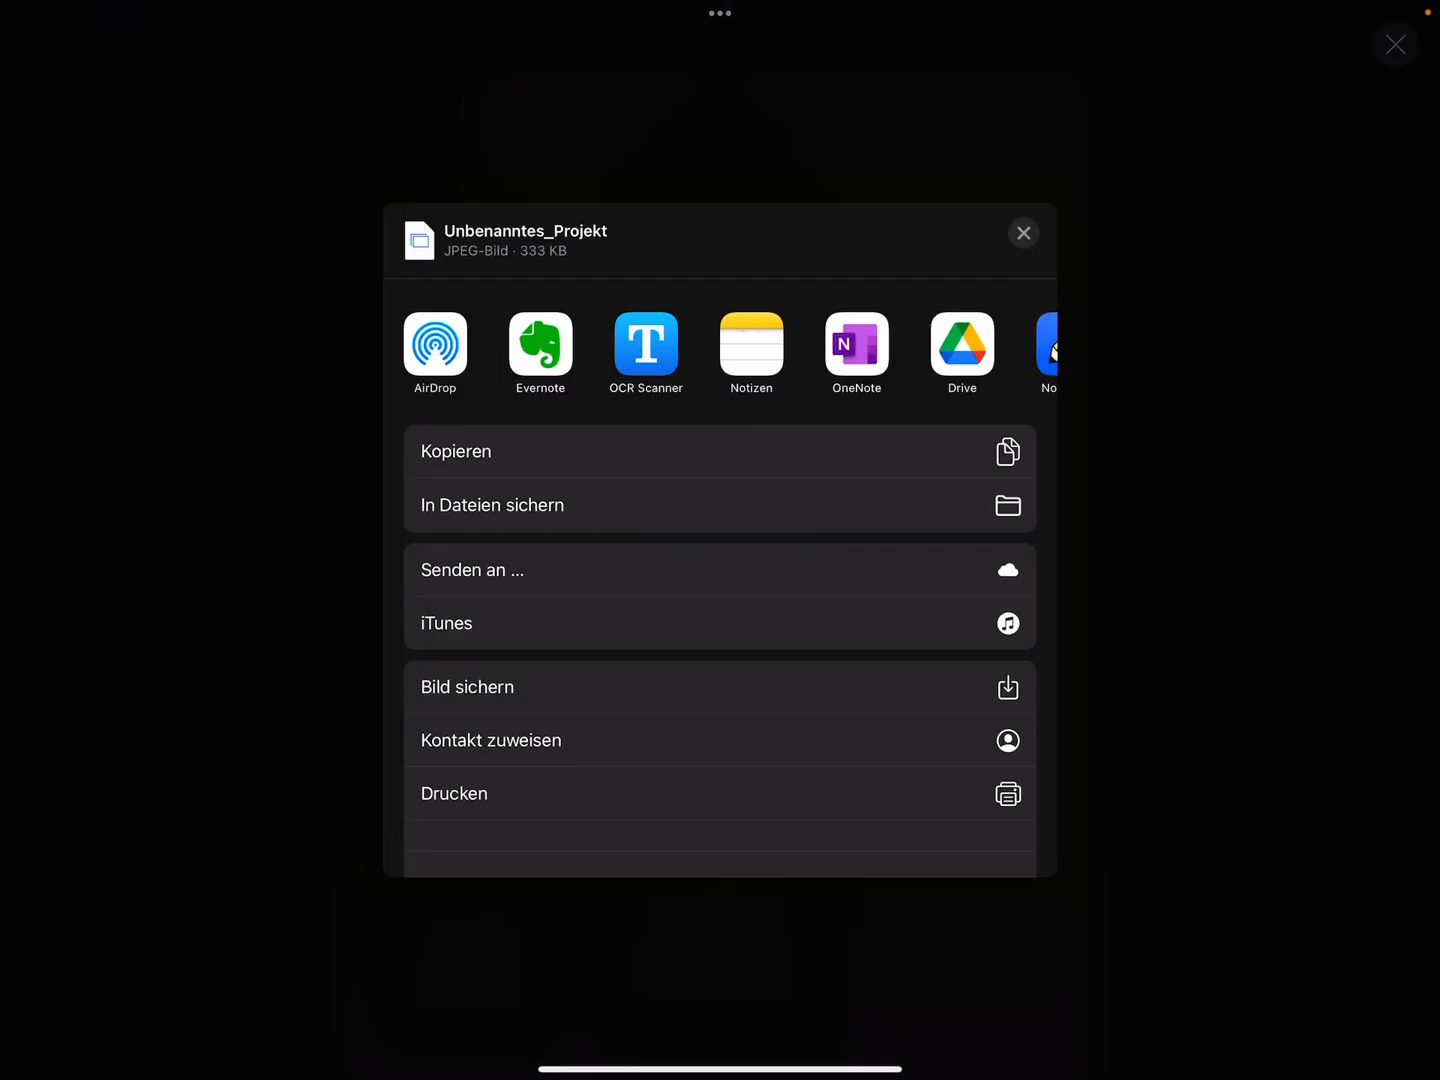 Unbenanntes_Projekt
JPEG-Bild · 333 KB
AirDrop
Evernote
OCR Scanner
Notizen
OneNote
Drive
No
Kopieren
In Dateien sichern
Senden an ...
iTunes
Bild sichern
Kontakt zuweisen
Drucken